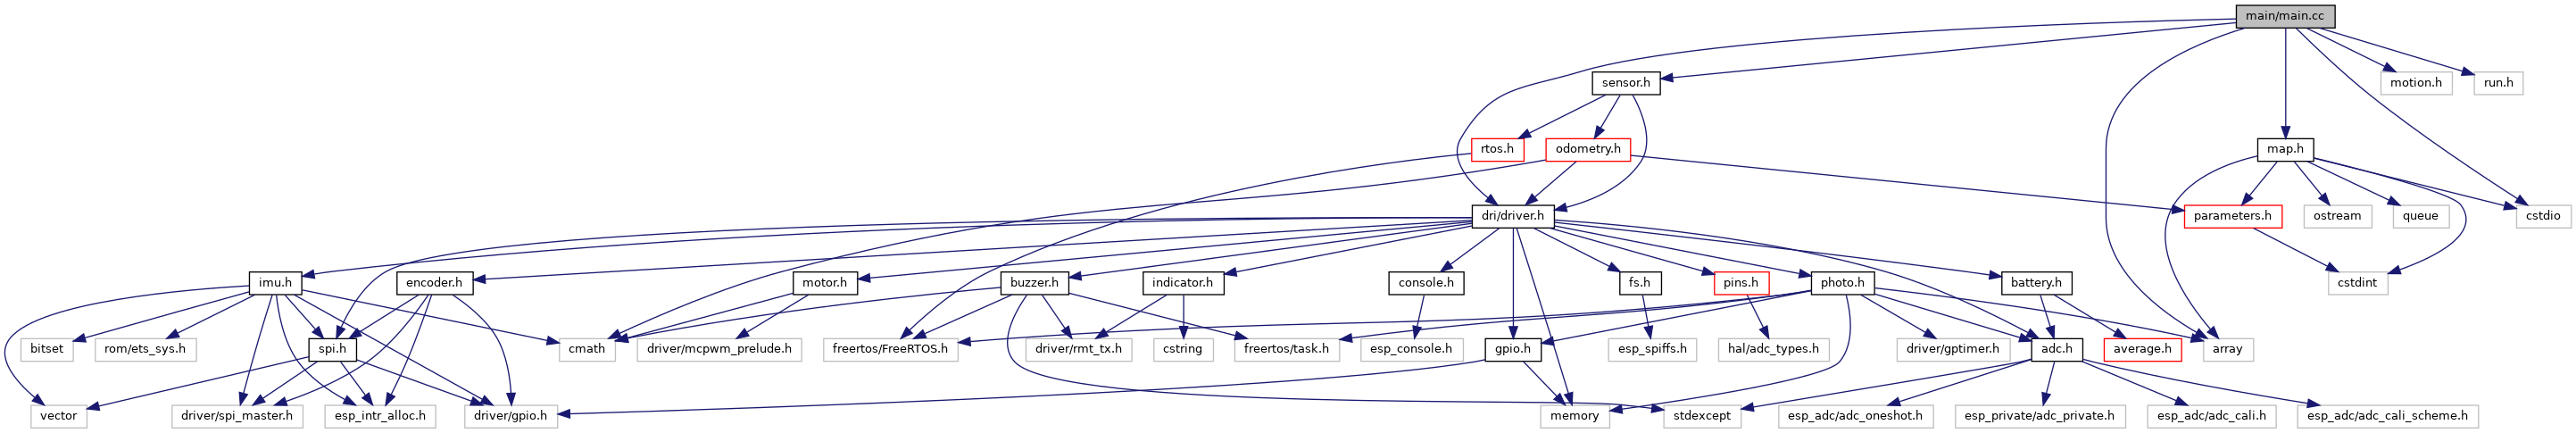 main/main.cc
sensor.h
motion.h
run.h
rtos.h
odometry.h
map.h
dri/driver.h
parameters.h
ostream
queue
cstdio
imu.h
encoder.h
motor.h
buzzer.h
indicator.h
console.h
fs.h
pins.h
photo.h
battery.h
cstdint
bitset
rom/ets_sys.h
spi.h
cmath
driver/mcpwm_prelude.h
freertos/FreeRTOS.h
driver/rmt_tx.h
cstring
freertos/task.h
esp_console.h
gpio.h
esp_spiffs.h
hal/adc_types.h
driver/gptimer.h
adc.h
average.h
array
vector
driver/spi_master.h
esp_intr_alloc.h
driver/gpio.h
memory
stdexcept
esp_adc/adc_oneshot.h
esp_private/adc_private.h
esp_adc/adc_cali.h
esp_adc/adc_cali_scheme.h